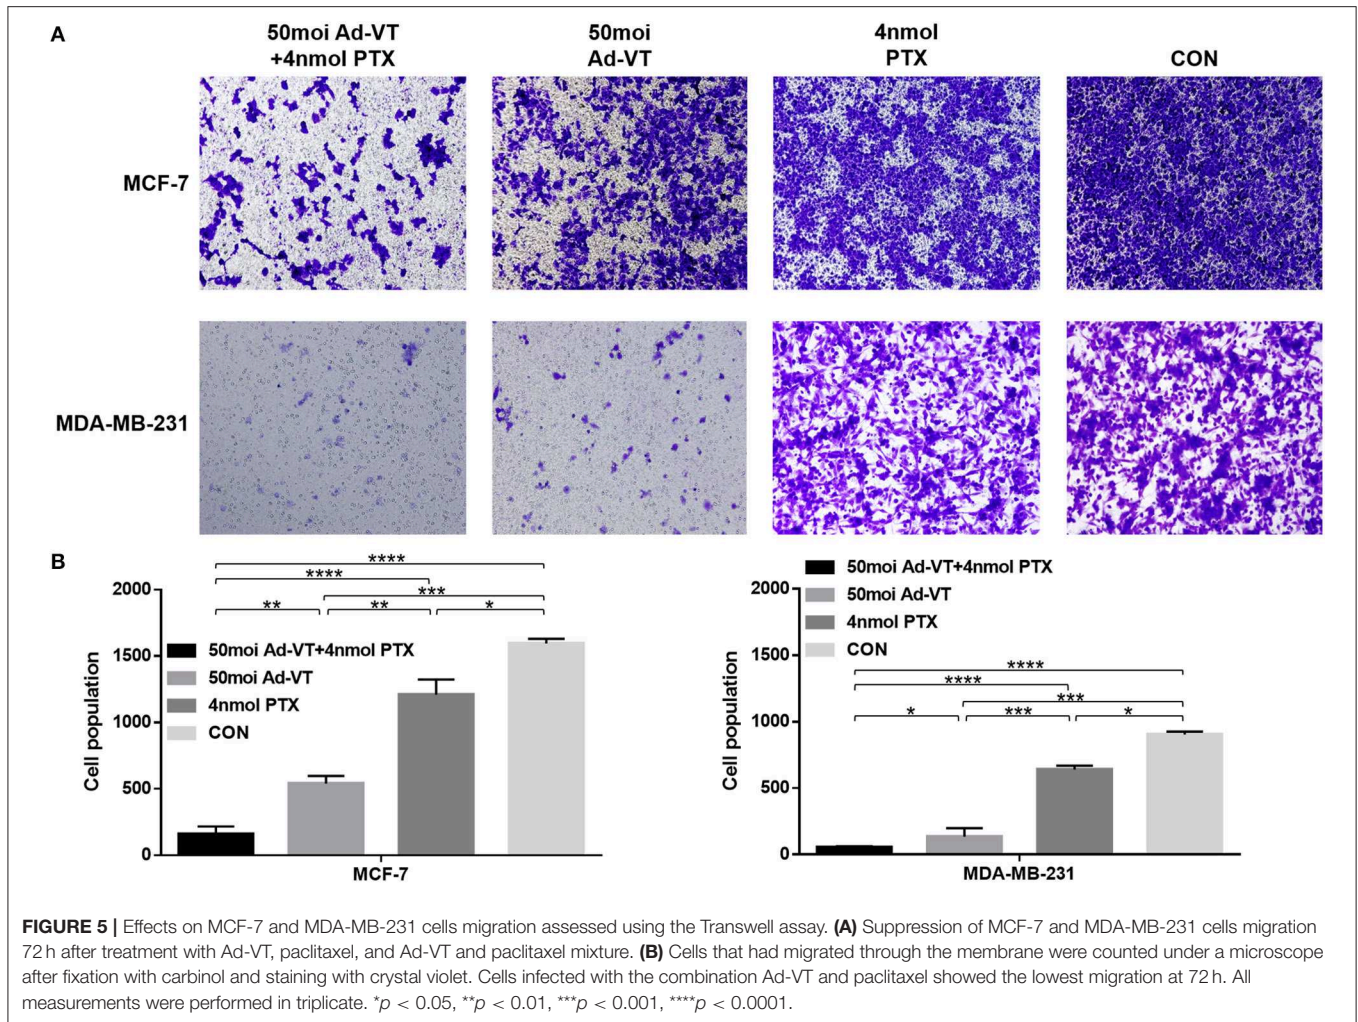 A
50moi Ad-VT
+4nmol PTX
50moi
Ad-VT
4nmol
PTX
CON
MCF-7
MDA-MB-231
B
****
****
***
** ** *
2000
1500
1000
500
0
Cell population
50moi Ad-VT+4nmol PTX
50moi Ad-VT
4nmol PTX
CON
MCF-7
50moi Ad-VT+4nmol PTX
50moi Ad-VT
4nmol PTX
CON
2000
1500
1000
500
0
Cell population
****
****
***
* *** *
MDA-MB-231
FIGURE 5 | Effects on MCF-7 and MDA-MB-231 cells migration assessed using the Transwell assay. (A) Suppression of MCF-7 and MDA-MB-231 cells migration
72 h after treatment with Ad-VT, paclitaxel, and Ad-VT and paclitaxel mixture. (B) Cells that had migrated through the membrane were counted under a microscope
after fixation with carbinol and staining with crystal violet. Cells infected with the combination Ad-VT and paclitaxel showed the lowest migration at 72 h. All
measurements were performed in triplicate. *p < 0.05, **p < 0.01, ***p < 0.001, ****p < 0.0001.